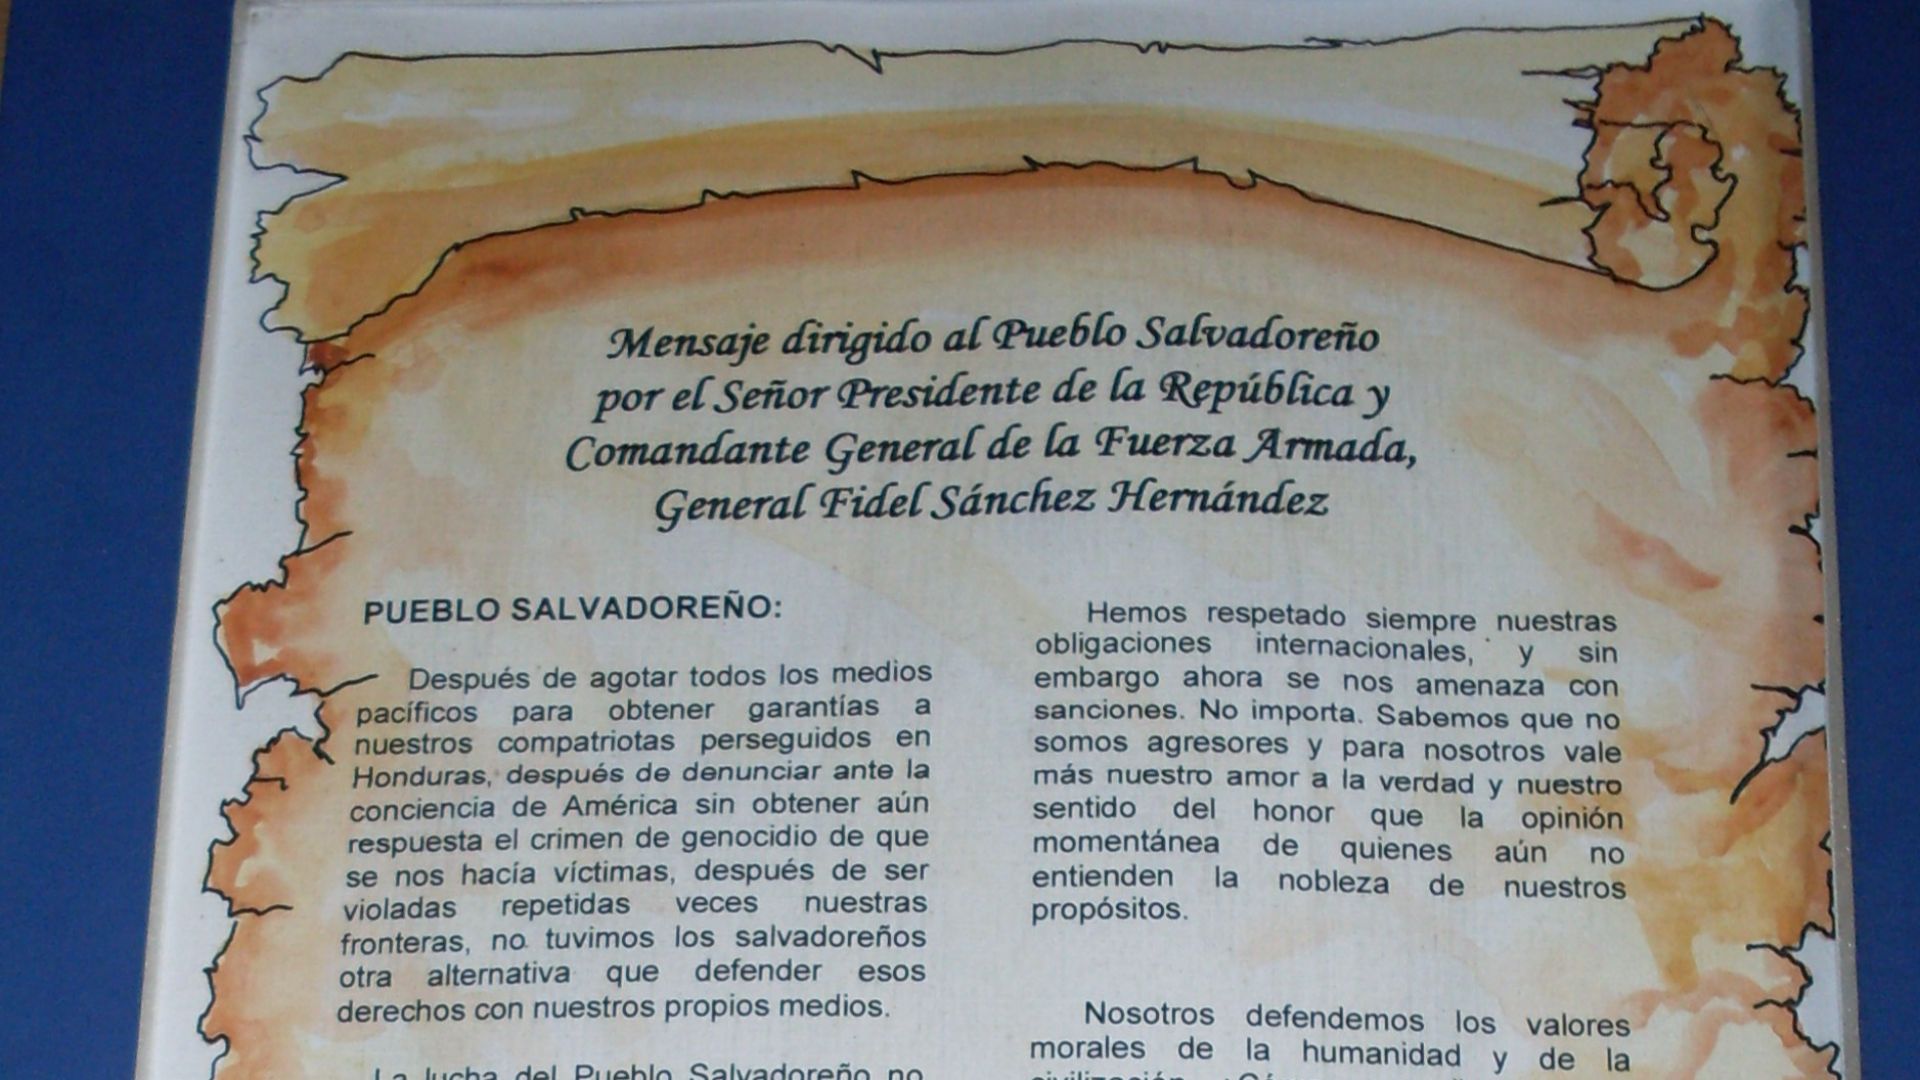 Mensaje dirigido al Pueblo Salvadoreño
por el Señor Presidente de la República y
Comandante General de la Fuerza Armada,
General Fidel Sánchez Hernández
PUEBLO SALVADOREÑO:
Después de agotar todos los medios
pacíficos para obtener garantías a
nuestros compatriotas perseguidos en
Honduras, después de denunciar ante la
conciencia de América sin obtener aún
respuesta el crimen de genocidio de que
se nos hacía víctimas, después de ser
violadas repetidas veces nuestras
fronteras, no tuvimos los salvadoreños
otra alternativa que defender esos
derechos con nuestros propios medios.
La lucha del Pueblo Salvadoreño no
Hemos respetado siempre nuestras
obligaciones internacionales, y sin
embargo ahora se nos amenaza con
sanciones. No importa. Sabemos que no
somos agresores y para nosotros vale
más nuestro amor a la verdad y nuestro
sentido del honor que la opinión
momentánea de quienes aún no
entienden la nobleza de nuestros
propósitos.
Nosotros defendemos los valores
morales de la humanidad y de la